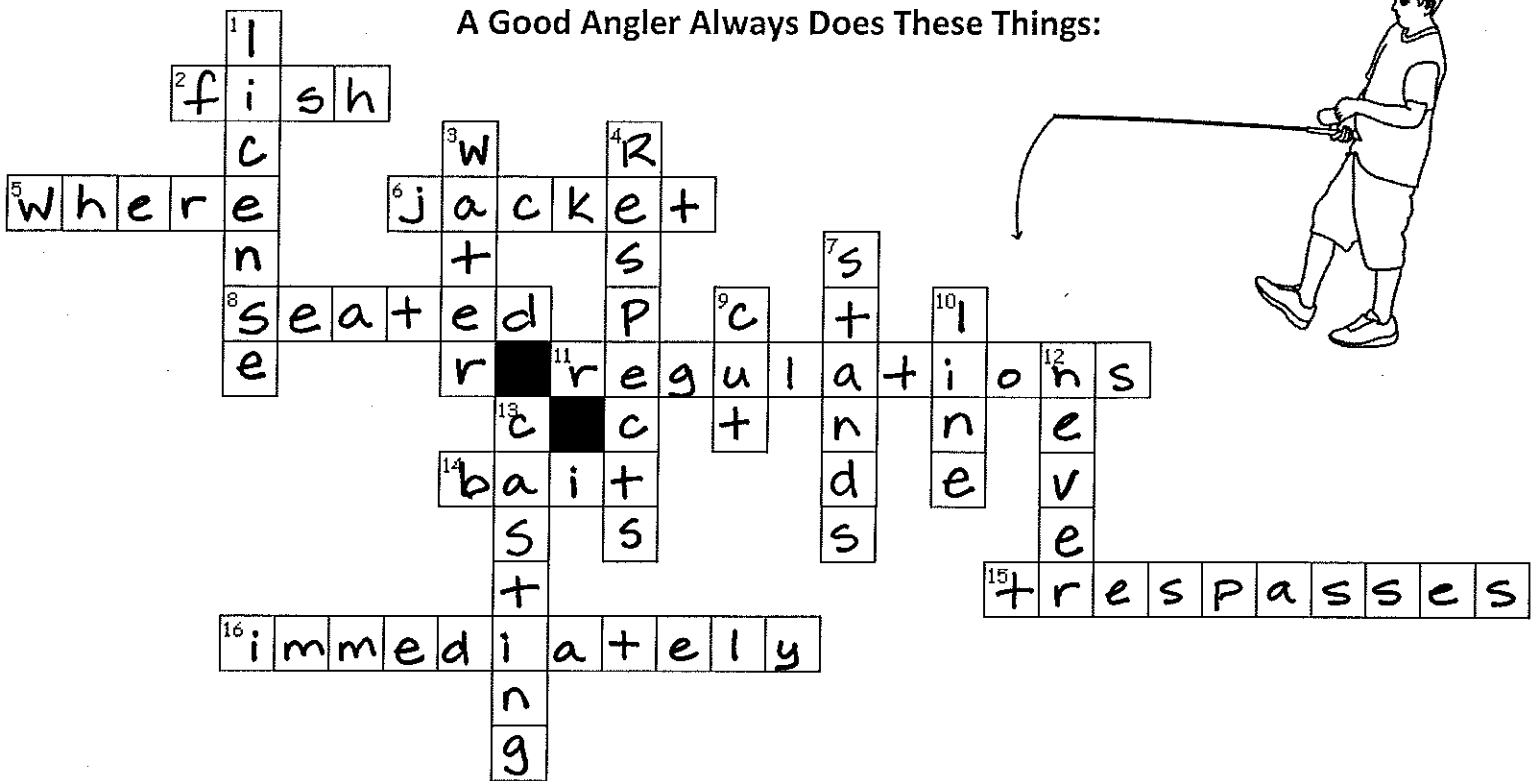 A Good Angler Always Does These Things:
1 license
2 fish
3 water
4 Respects
5 where
6 jacket
7 stands
8 seated
9 cut
10 line
11 regulations
12 never
13 casting
14 bait
15 trespasses
16 immediately